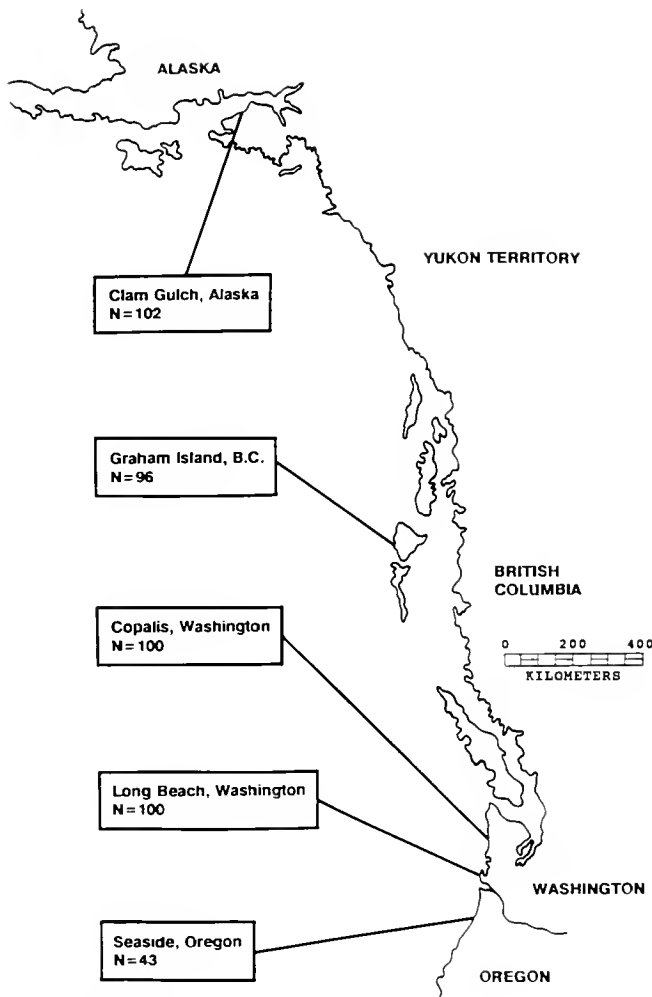 ALASKA
YUKON TERRITORY
Clam Gulch, Alaska
N=102
Graham Island, B.C.
N=96
BRITISH
COLUMBIA
Copalis, Washington
N=100
0 200 400
KILOMETERS
Long Beach, Washington
N=100
WASHINGTON
Seaside, Oregon
N=43
OREGON